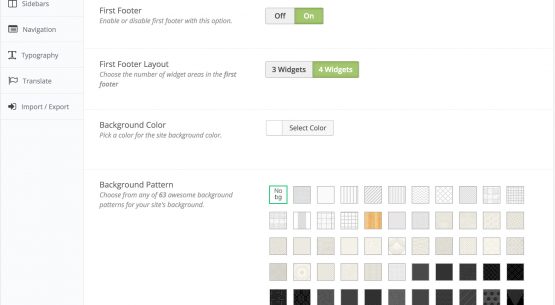 Sidebars
Navigation
Typography
Translate
Import / Export
First Footer
Enable or disable first footer with this option.
Off On
First Footer Layout
Choose the number of widget areas in the first
footer
3 Widgets 4 Widgets
Background Color
Pick a color for the site background color.
Select Color
Background Pattern
Choose from any of 63 awesome background
patterns for your site's background.
No
bg